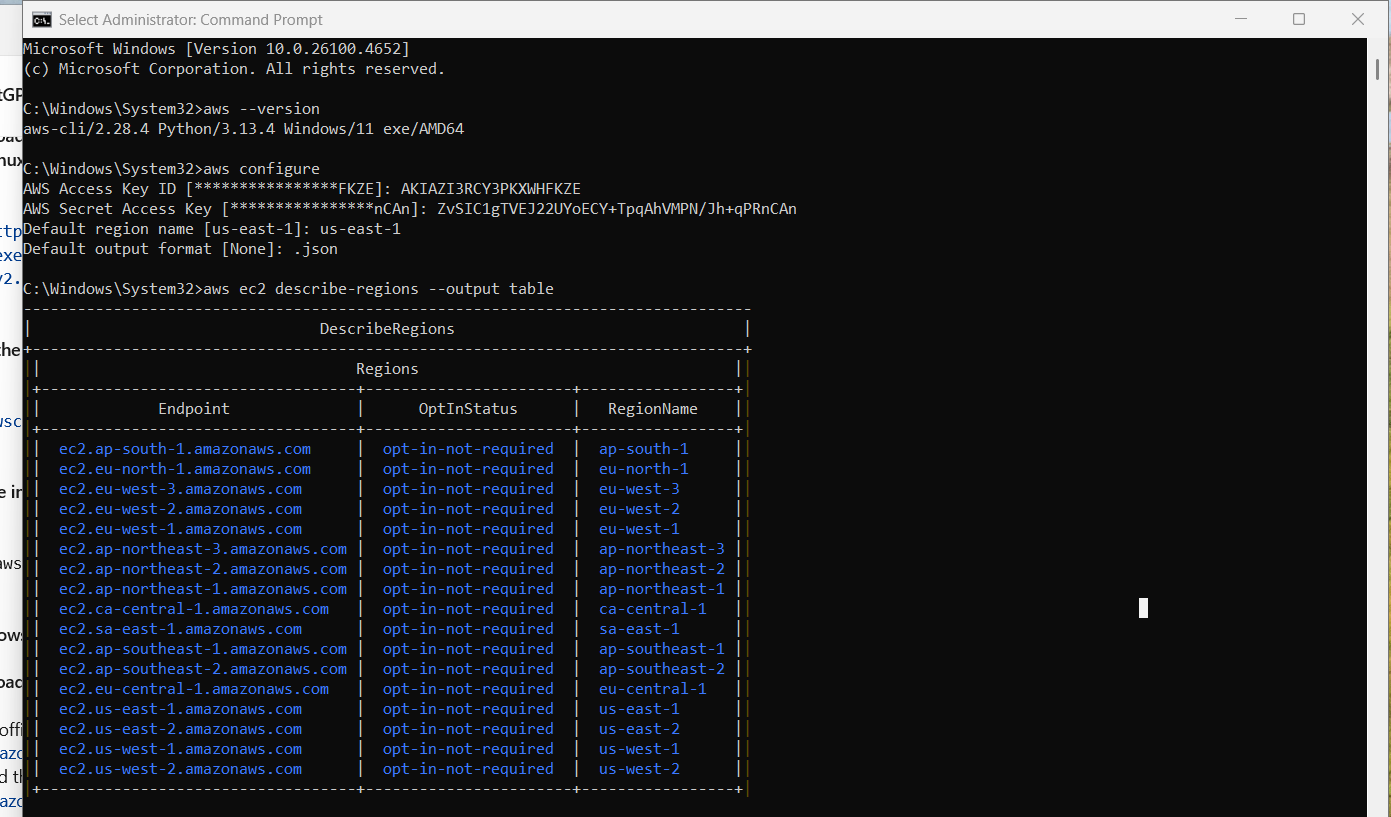 Select Administrator: Command Prompt
Microsoft Windows [Version 10.0.26100.4652]
(c) Microsoft Corporation. All rights reserved.
C:\Windows\System32>aws --version
aws-cli/2.28.4 Python/3.13.4 Windows/11 exe/AMD64
C:\Windows\System32>aws configure
AWS Access Key ID [****************FKZE]: AKIAZI3RCY3PKXWHFKZE
AWS Secret Access Key [****************nCAn]: 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
Default region name [us-east-1]: us-east-1
Default output format [None]: .json
C:\Windows\System32>aws ec2 describe-regions --output table
DescribeRegions
Regions
Endpoint | OptInStatus | RegionName
ec2.ap-south-1.amazonaws.com | opt-in-not-required | ap-south-1
ec2.eu-north-1.amazonaws.com | opt-in-not-required | eu-north-1
ec2.eu-west-3.amazonaws.com | opt-in-not-required | eu-west-3
ec2.eu-west-2.amazonaws.com | opt-in-not-required | eu-west-2
ec2.eu-west-1.amazonaws.com | opt-in-not-required | eu-west-1
ec2.ap-northeast-3.amazonaws.com | opt-in-not-required | ap-northeast-3
ec2.ap-northeast-2.amazonaws.com | opt-in-not-required | ap-northeast-2
ec2.ap-northeast-1.amazonaws.com | opt-in-not-required | ap-northeast-1
ec2.ca-central-1.amazonaws.com | opt-in-not-required | ca-central-1
ec2.sa-east-1.amazonaws.com | opt-in-not-required | sa-east-1
ec2.ap-southeast-1.amazonaws.com | opt-in-not-required | ap-southeast-1
ec2.ap-southeast-2.amazonaws.com | opt-in-not-required | ap-southeast-2
ec2.eu-central-1.amazonaws.com | opt-in-not-required | eu-central-1
ec2.us-east-1.amazonaws.com | opt-in-not-required | us-east-1
ec2.us-east-2.amazonaws.com | opt-in-not-required | us-east-2
ec2.us-west-1.amazonaws.com | opt-in-not-required | us-west-1
ec2.us-west-2.amazonaws.com | opt-in-not-required | us-west-2